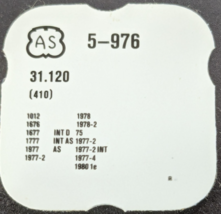 AS 5-976
31.120
(410)
1012 1978
1676 1978-2
1677 INT O 75
1777 INT AS 1977-2
1977 AS 1977-2 INT
1977-2 1977-4
1980 1e